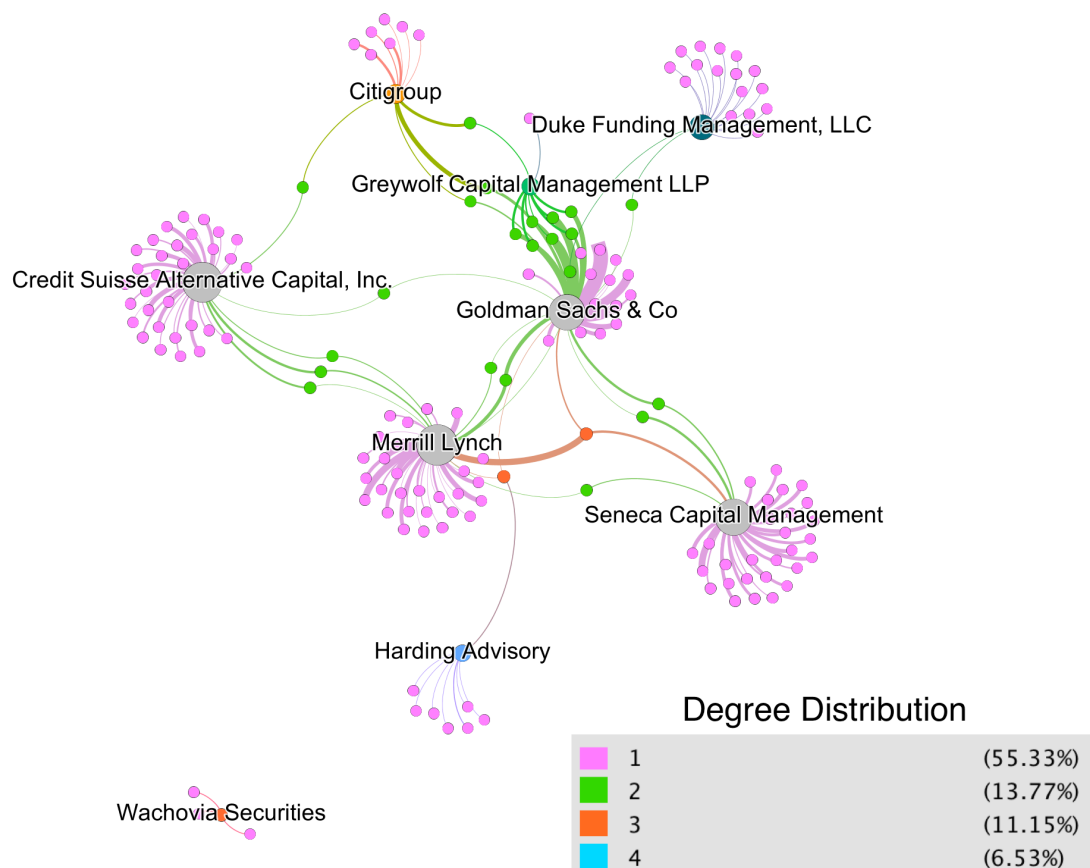 Citigroup
Duke Funding Management, LLC
Greywolf Capital Management LLP
Credit Suisse Alternative Capital, Inc.
Goldman Sachs & Co
Merrill Lynch
Seneca Capital Management
Harding Advisory
Degree Distribution
1 (55.33%)
2 (13.77%)
3 (11.15%)
4 (6.53%)
Wachovia Securities